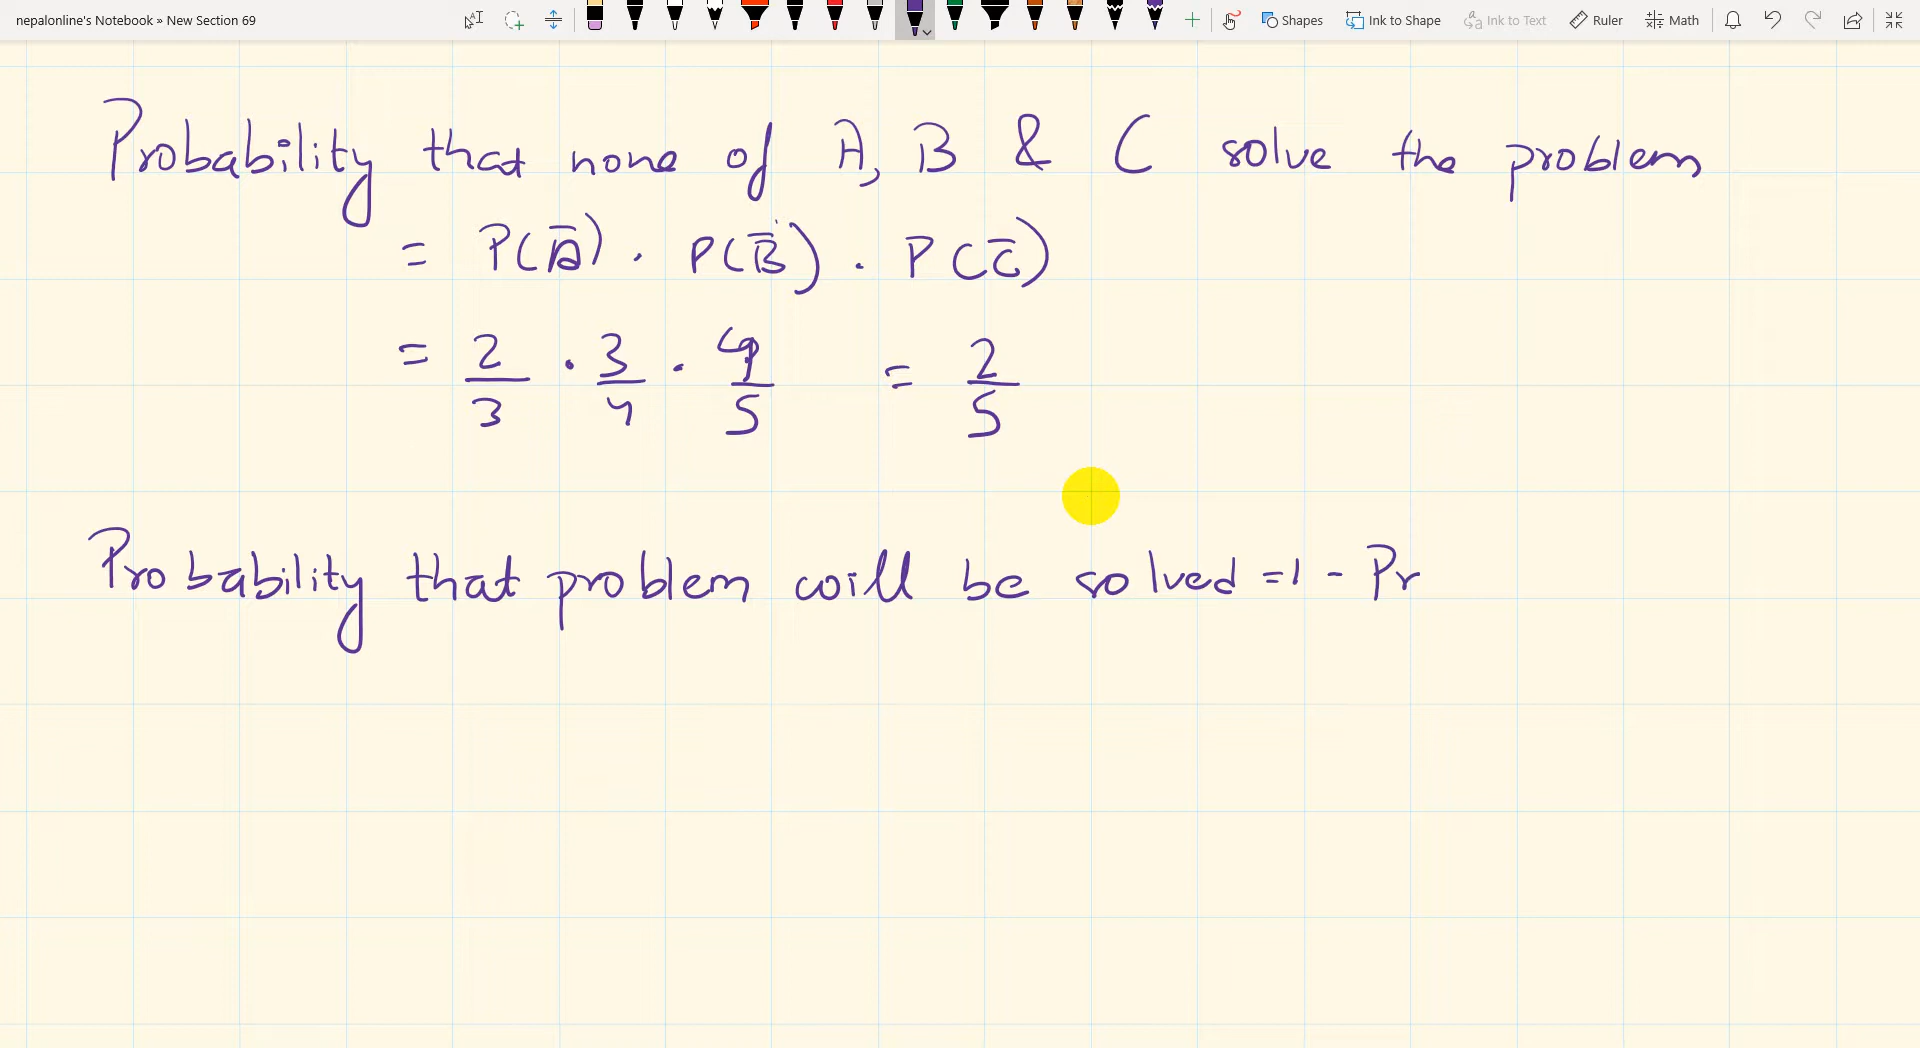 nepalonline's Notebook » New Section 69
Shapes Ink to Shape Ink to Text Ruler Math
Probability that none of A, B & C solve the problem
= P(A̅) . P(B̅) . P(C̅)
= 2/3 . 3/4 . 4/5 = 2/5
Probability that problem will be solved = 1 - Pr